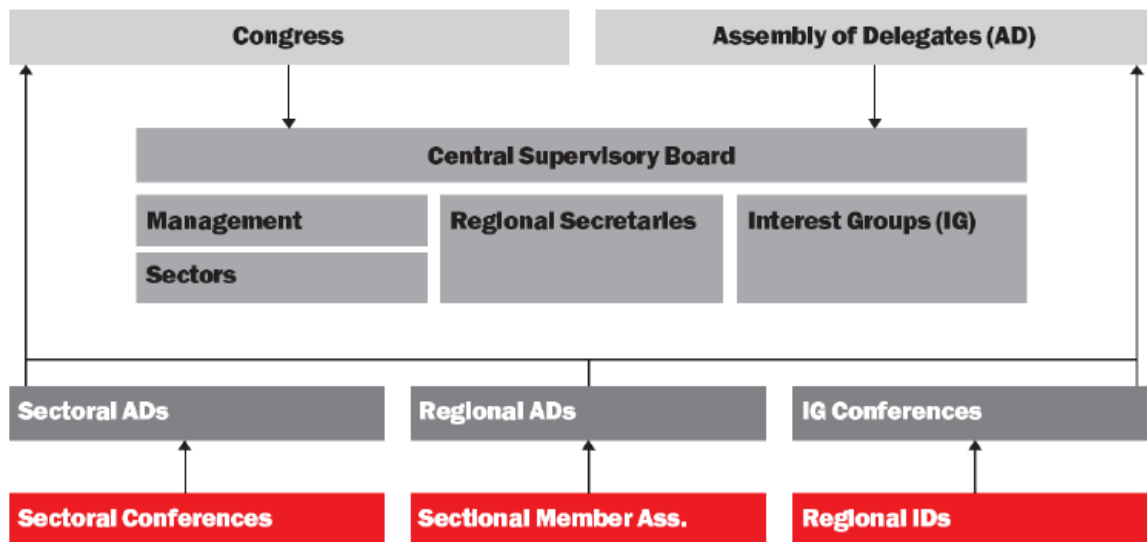 Congress
Assembly of Delegates (AD)
Central Supervisory Board
Management
Regional Secretaries
Interest Groups (IG)
Sectors
Sectoral ADs
Regional ADs
IG Conferences
Sectoral Conferences
Sectional Member Ass.
Regional IDs